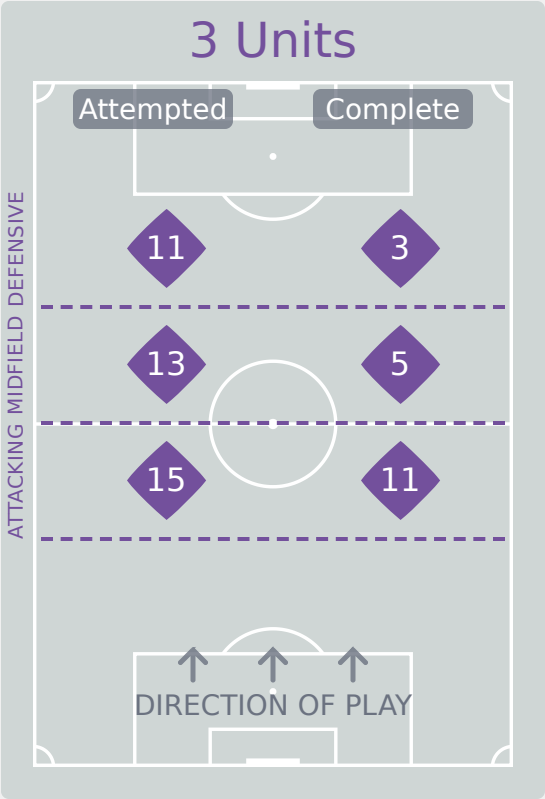 3 Units
Attempted Complete
ATTACKING MIDFIELD DEFENSIVE
11 3
13 5
15 11
DIRECTION OF PLAY